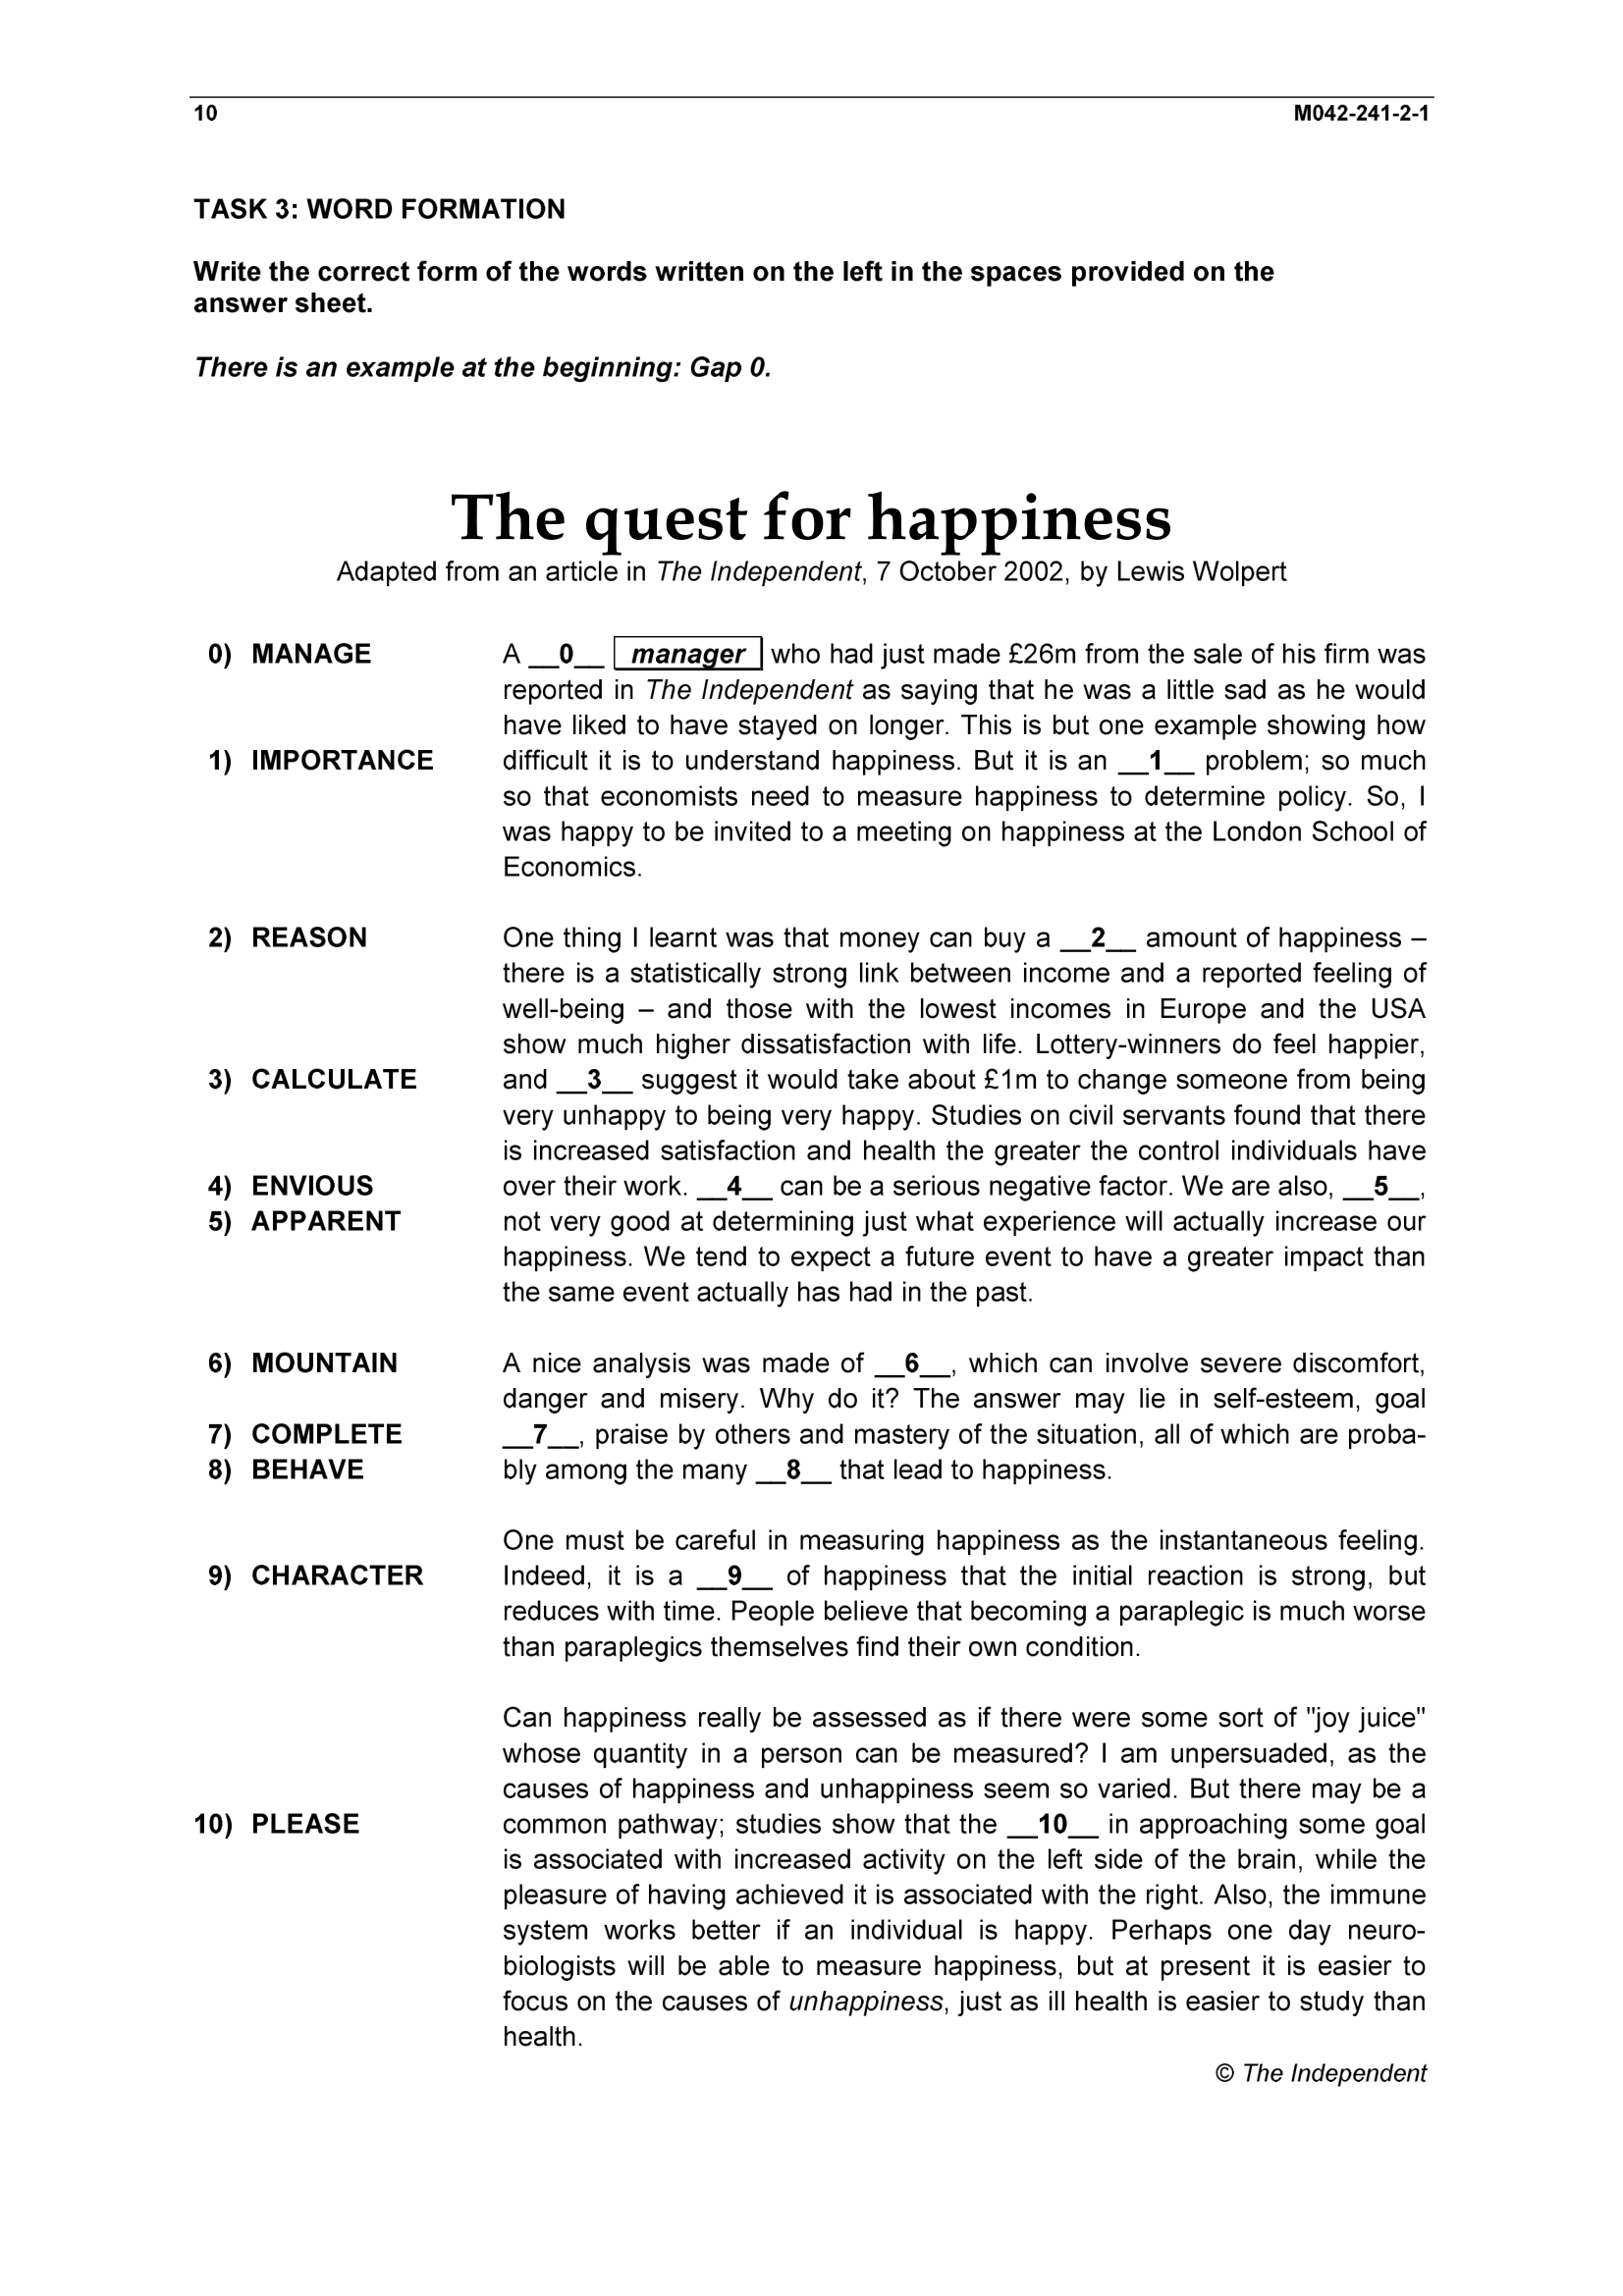 10 M042-241-2-1
TASK 3: WORD FORMATION
Write the correct form of the words written on the left in the spaces provided on the
answer sheet.
There is an example at the beginning: Gap 0.
The quest for happiness
Adapted from an article in The Independent, 7 October 2002, by Lewis Wolpert
0) MANAGE A __0__ manager who had just made £26m from the sale of his firm was
reported in The Independent as saying that he was a little sad as he would
have liked to have stayed on longer. This is but one example showing how
1) IMPORTANCE difficult it is to understand happiness. But it is an __1__ problem; so much
so that economists need to measure happiness to determine policy. So, I
was happy to be invited to a meeting on happiness at the London School of
Economics.
2) REASON One thing I learnt was that money can buy a __2__ amount of happiness –
there is a statistically strong link between income and a reported feeling of
well-being – and those with the lowest incomes in Europe and the USA
show much higher dissatisfaction with life. Lottery-winners do feel happier,
3) CALCULATE and __3__ suggest it would take about £1m to change someone from being
very unhappy to being very happy. Studies on civil servants found that there
is increased satisfaction and health the greater the control individuals have
4) ENVIOUS over their work. __4__ can be a serious negative factor. We are also, __5__,
5) APPARENT not very good at determining just what experience will actually increase our
happiness. We tend to expect a future event to have a greater impact than
the same event actually has had in the past.
6) MOUNTAIN A nice analysis was made of __6__, which can involve severe discomfort,
danger and misery. Why do it? The answer may lie in self-esteem, goal
7) COMPLETE __7__, praise by others and mastery of the situation, all of which are proba-
8) BEHAVE bly among the many __8__ that lead to happiness.
One must be careful in measuring happiness as the instantaneous feeling.
9) CHARACTER Indeed, it is a __9__ of happiness that the initial reaction is strong, but
reduces with time. People believe that becoming a paraplegic is much worse
than paraplegics themselves find their own condition.
Can happiness really be assessed as if there were some sort of "joy juice"
whose quantity in a person can be measured? I am unpersuaded, as the
causes of happiness and unhappiness seem so varied. But there may be a
10) PLEASE common pathway; studies show that the __10__ in approaching some goal
is associated with increased activity on the left side of the brain, while the
pleasure of having achieved it is associated with the right. Also, the immune
system works better if an individual is happy. Perhaps one day neuro-
biologists will be able to measure happiness, but at present it is easier to
focus on the causes of unhappiness, just as ill health is easier to study than
health.
© The Independent